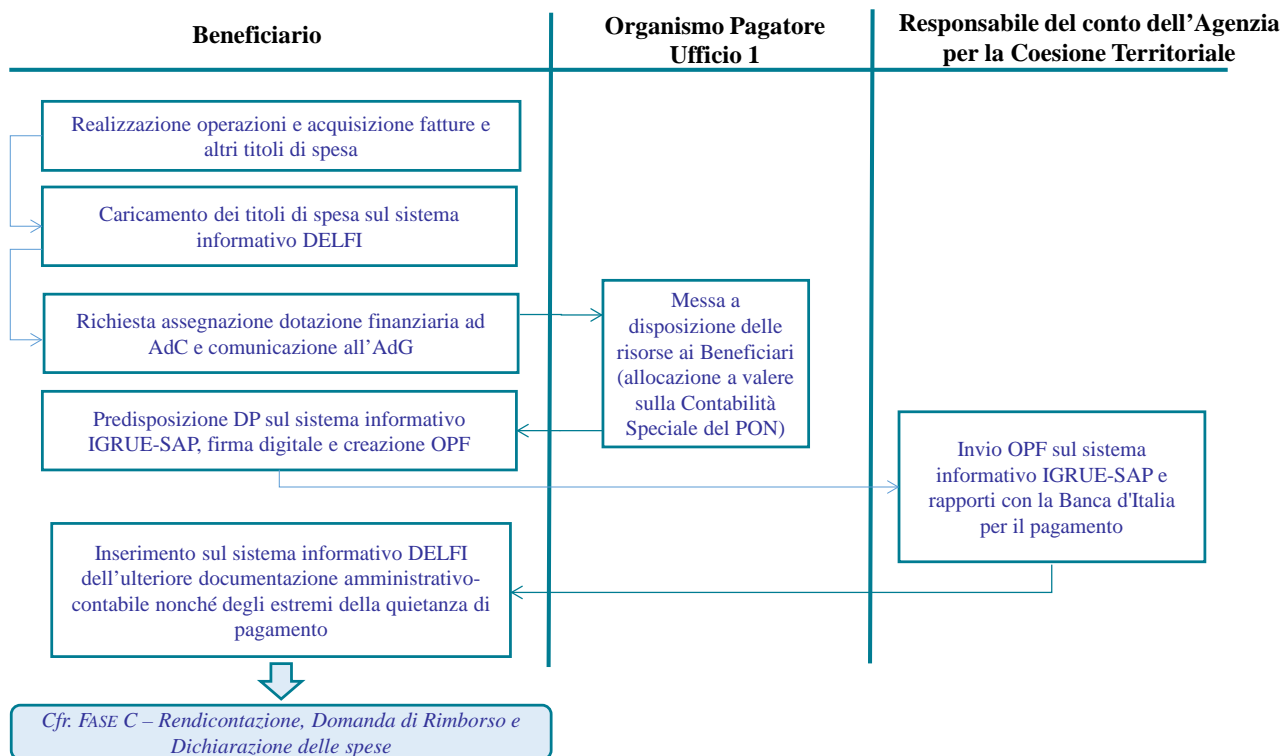 Beneficiario
Organismo Pagatore
Ufficio 1
Responsabile del conto dell’Agenzia
per la Coesione Territoriale
Realizzazione operazioni e acquisizione fatture e
altri titoli di spesa
Caricamento dei titoli di spesa sul sistema
informativo DELFI
Richiesta assegnazione dotazione finanziaria ad
AdC e comunicazione all’AdG
Messa a
disposizione delle
risorse ai Beneficiari
(allocazione a valere
sulla Contabilità
Speciale del PON)
Predisposizione DP sul sistema informativo
IGRUE-SAP, firma digitale e creazione OPF
Invio OPF sul sistema
informativo IGRUE-SAP e
rapporti con la Banca d'Italia
per il pagamento
Inserimento sul sistema informativo DELFI
dell’ulteriore documentazione amministrativo-
contabile nonché degli estremi della quietanza di
pagamento
Cfr. FASE C – Rendicontazione, Domanda di Rimborso e
Dichiarazione delle spese